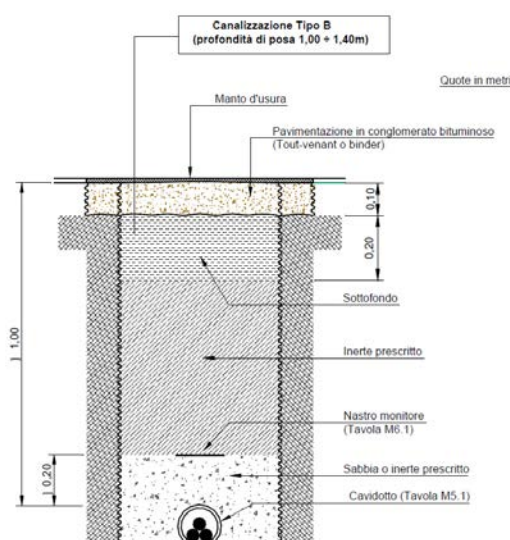 Canalizzazione Tipo B
(profondità di posa 1,00 ÷ 1,40m)
Quote in metri
Manto d'usura
Pavimentazione in conglomerato bituminoso
(Tout-venant o binder)
0,10
0,20
Sottofondo
1,00
Inerte prescritto
Nastro monitore
(Tavola M6.1)
0,20
Sabbia o inerte prescritto
Cavidotto (Tavola M5.1)